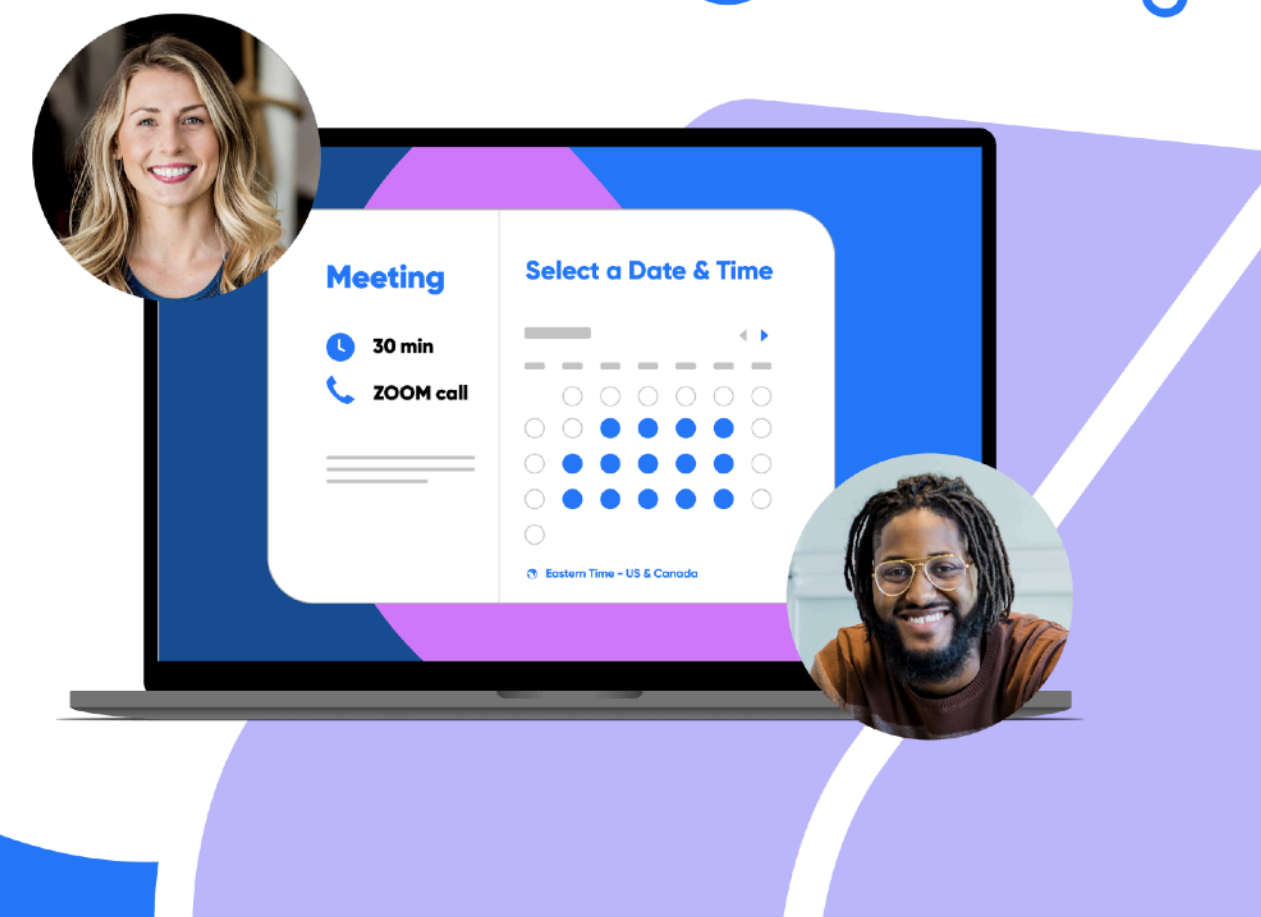 Meeting
30 min
ZOOM call
Select a Date & Time
Eastern Time - US & Canada